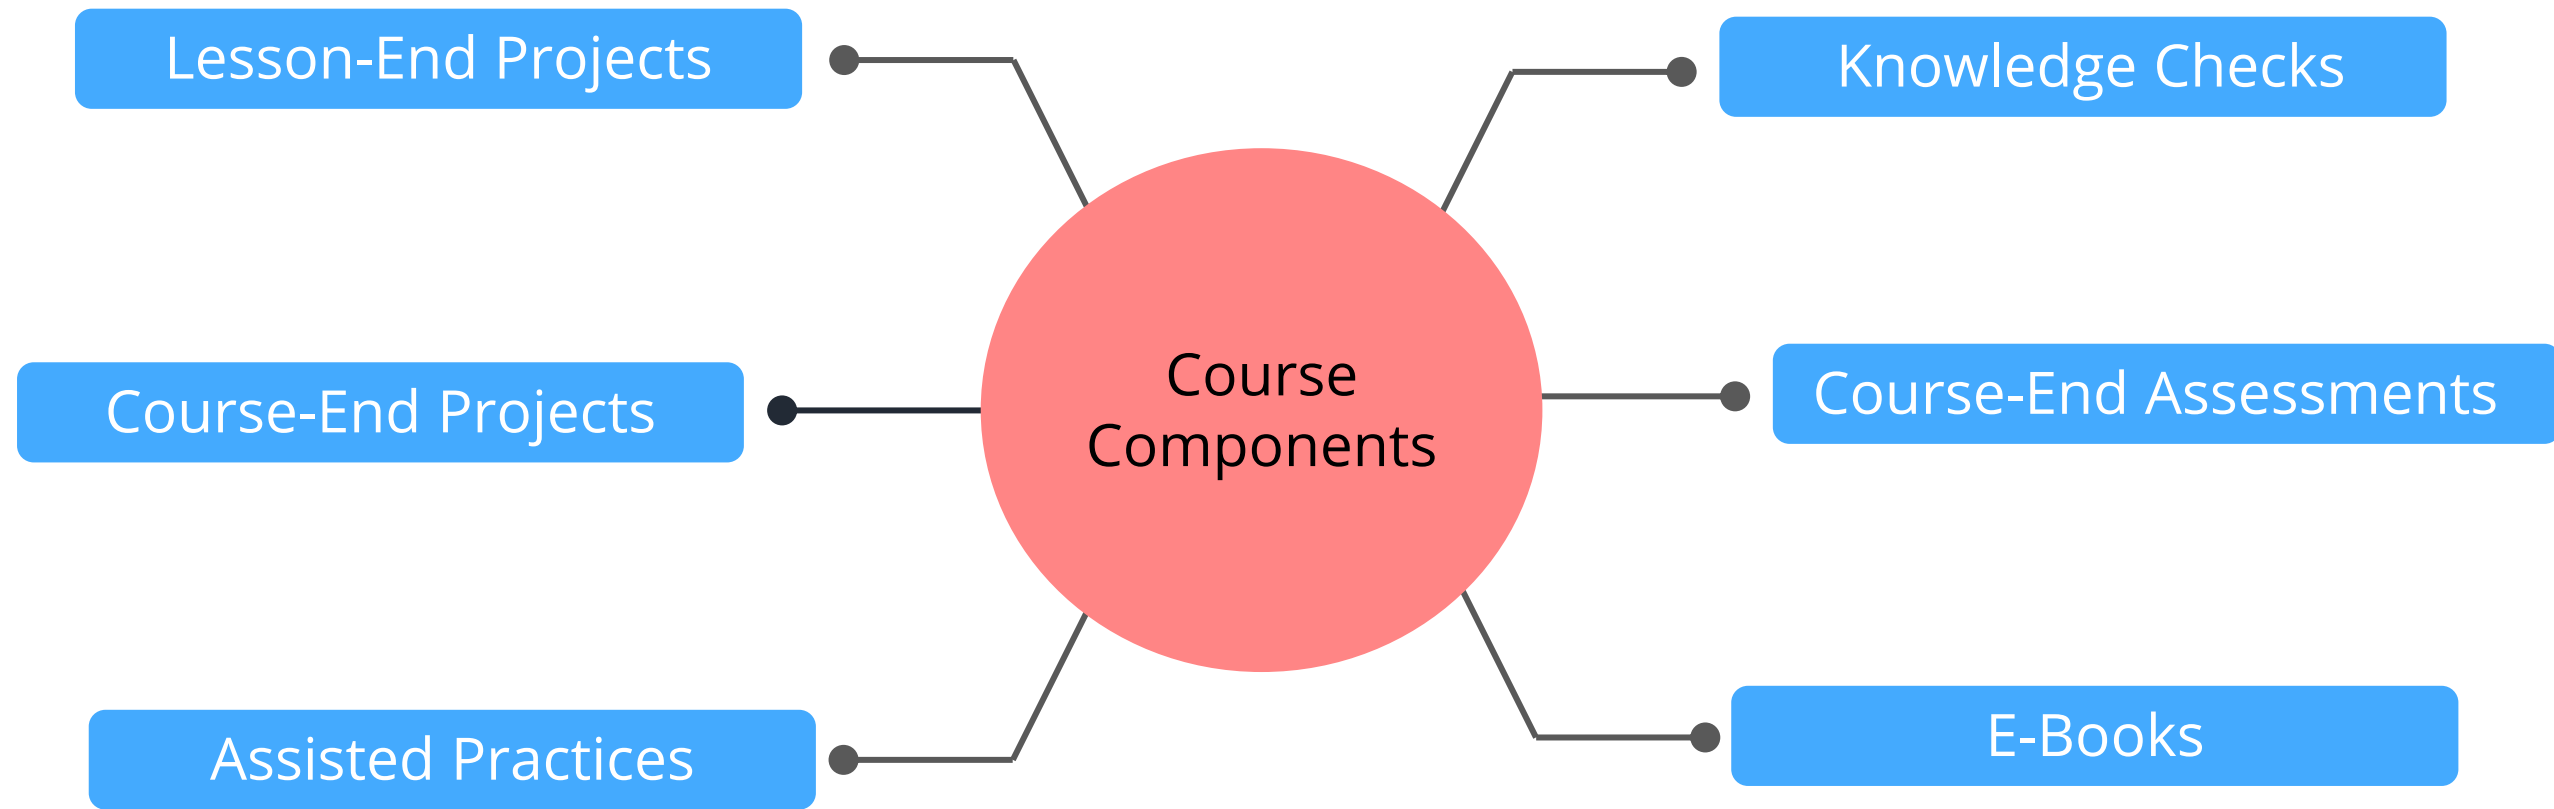 Lesson-End Projects
Knowledge Checks
Course-End Projects
Course
Components
Course-End Assessments
Assisted Practices
E-Books